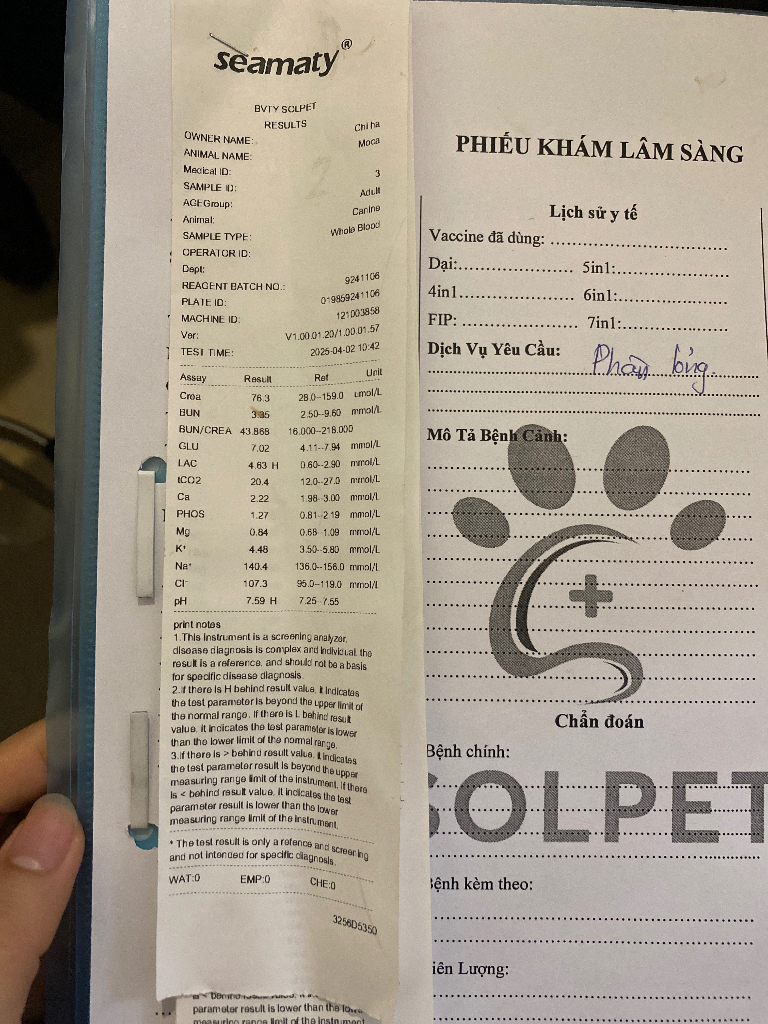 seamaty®
BVTY SOLPET
RESULTS
OWNER NAME: Chi ha
ANIMAL NAME: Moca
Medical ID:
SAMPLE ID: 3
AGEGroup: Adult
Animal: Canine
SAMPLE TYPE: Whole Blood
OPERATOR ID:
Dept:
REAGENT BATCH NO.: 9241106
PLATE ID: 019859241106
MACHINE ID: 121003858
Ver: V1.00.01.20/1.00.01.57
TEST TIME: 2025-04-02 10:42
Assay Result Ref Unit
Crea 76.3 28.0--159.0 umol/L
BUN 3.35 2.50--9.60 mmol/L
BUN/CREA 43.868 16.000--218.000
GLU 7.02 4.11--7.94 mmol/L
LAC 4.63 H 0.60--2.90 mmol/L
tCO2 20.4 12.0--27.0 mmol/L
Ca 2.22 1.98--3.00 mmol/L
PHOS 1.27 0.81--2.19 mmol/L
Mg 0.84 0.68--1.09 mmol/L
K⁺ 4.48 3.50--5.80 mmol/L
Na⁺ 140.4 136.0--156.0 mmol/L
Cl⁻ 107.3 95.0--119.0 mmol/L
pH 7.59 H 7.25--7.55
print notes
1.This instrument is a screening analyzer,
disease diagnosis is complex and individual, the
result is a reference, and should not be a basis
for specific disease diagnosis.
2.if there is H behind result value, it indicates
the test parameter is beyond the upper limit of
the normal range. If there is L behind result
value, it indicates the test parameter is lower
than the lower limit of the normal range.
3.if there is > behind result value, it indicates
the test parameter result is beyond the upper
measuring range limit of the instrument. If there
is < behind result value, it indicates the test
parameter result is lower than the lower
measuring range limit of the instrument.
* The test result is only a refence and screening
and not intended for specific diagnosis.
WAT:0 EMP:0 CHE:0
3256D5350
parameter result is lower than the lowe
measuring range limit of the instrument
PHIẾU KHÁM LÂM SÀNG
Lịch sử y tế
Vaccine đã dùng:
Dại: 5in1:
4in1 6in1:
FIP: 7in1:
Dịch Vụ Yêu Cầu:
Mô Tả Bệnh Cảnh:
Chẩn đoán
Bệnh chính:
SOLPET
Bệnh kèm theo:
iên Lượng: